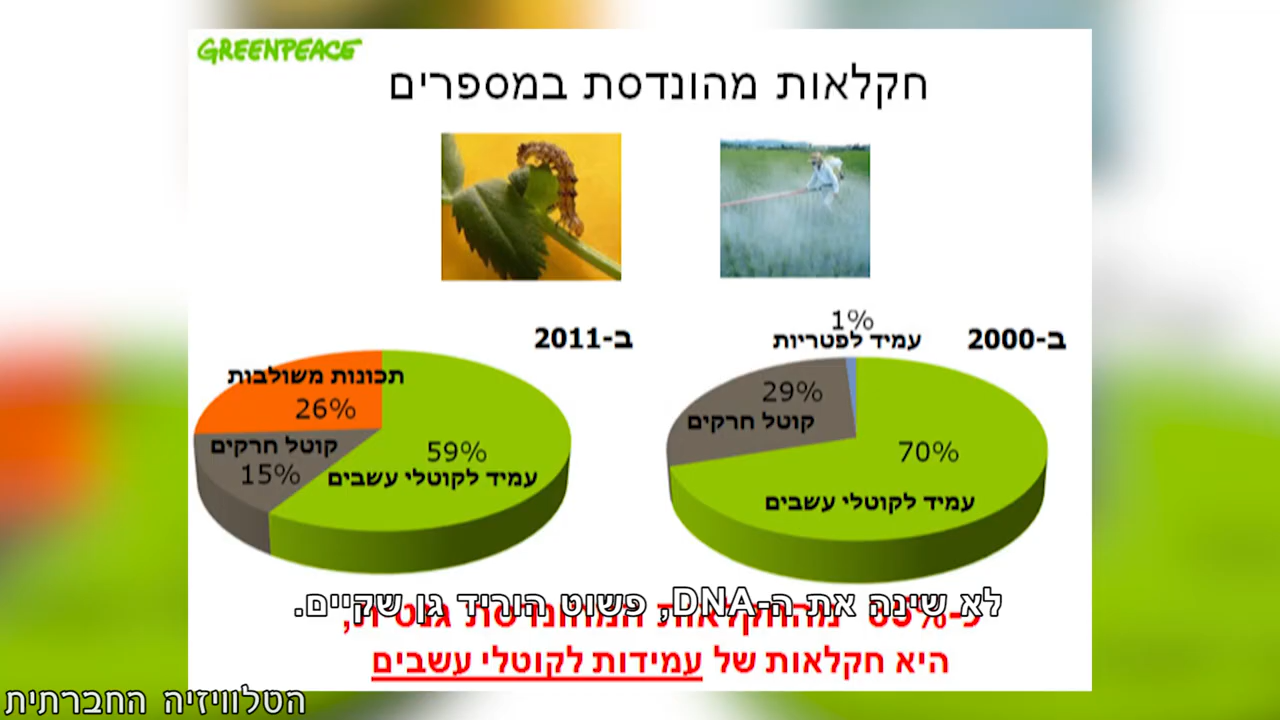 GREENPEACE
חקלאות מהונדסת במספרים
ב-2000
1%
עמיד לפטריות
29%
קוטל חרקים
70%
עמיד לקוטלי עשבים
ב-2011
תכונות משולבות
26%
קוטל חרקים
15%
59%
עמיד לקוטלי עשבים
לא שינה את ה-DNA, פשוט הוריד גן שקיים.
היא חקלאות של עמידות לקוטלי עשבים
הטלוויזיה החברתית